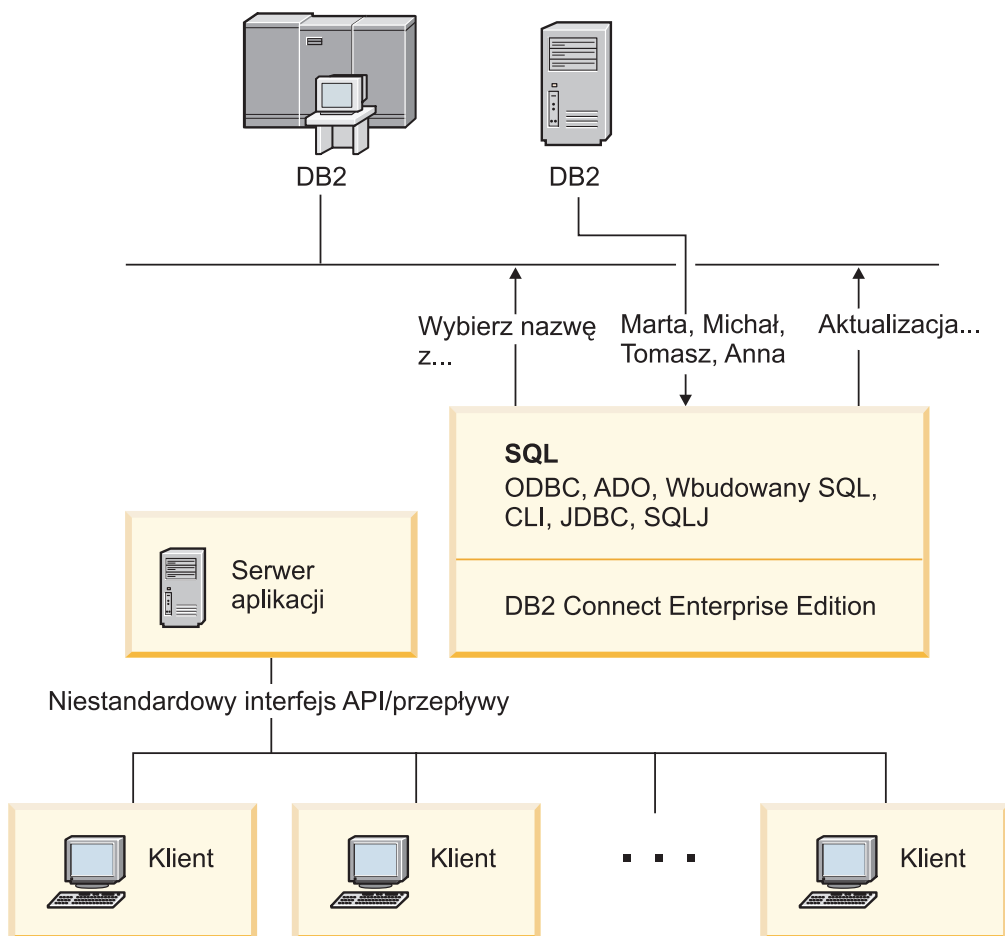 DB2
DB2
Wybierz nazwę
z...
Marta, Michał,
Tomasz, Anna
Aktualizacja...
SQL
ODBC, ADO, Wbudowany SQL,
CLI, JDBC, SQLJ
DB2 Connect Enterprise Edition
Serwer
aplikacji
Niestandardowy interfejs API/przepływy
Klient
Klient
. . .
Klient